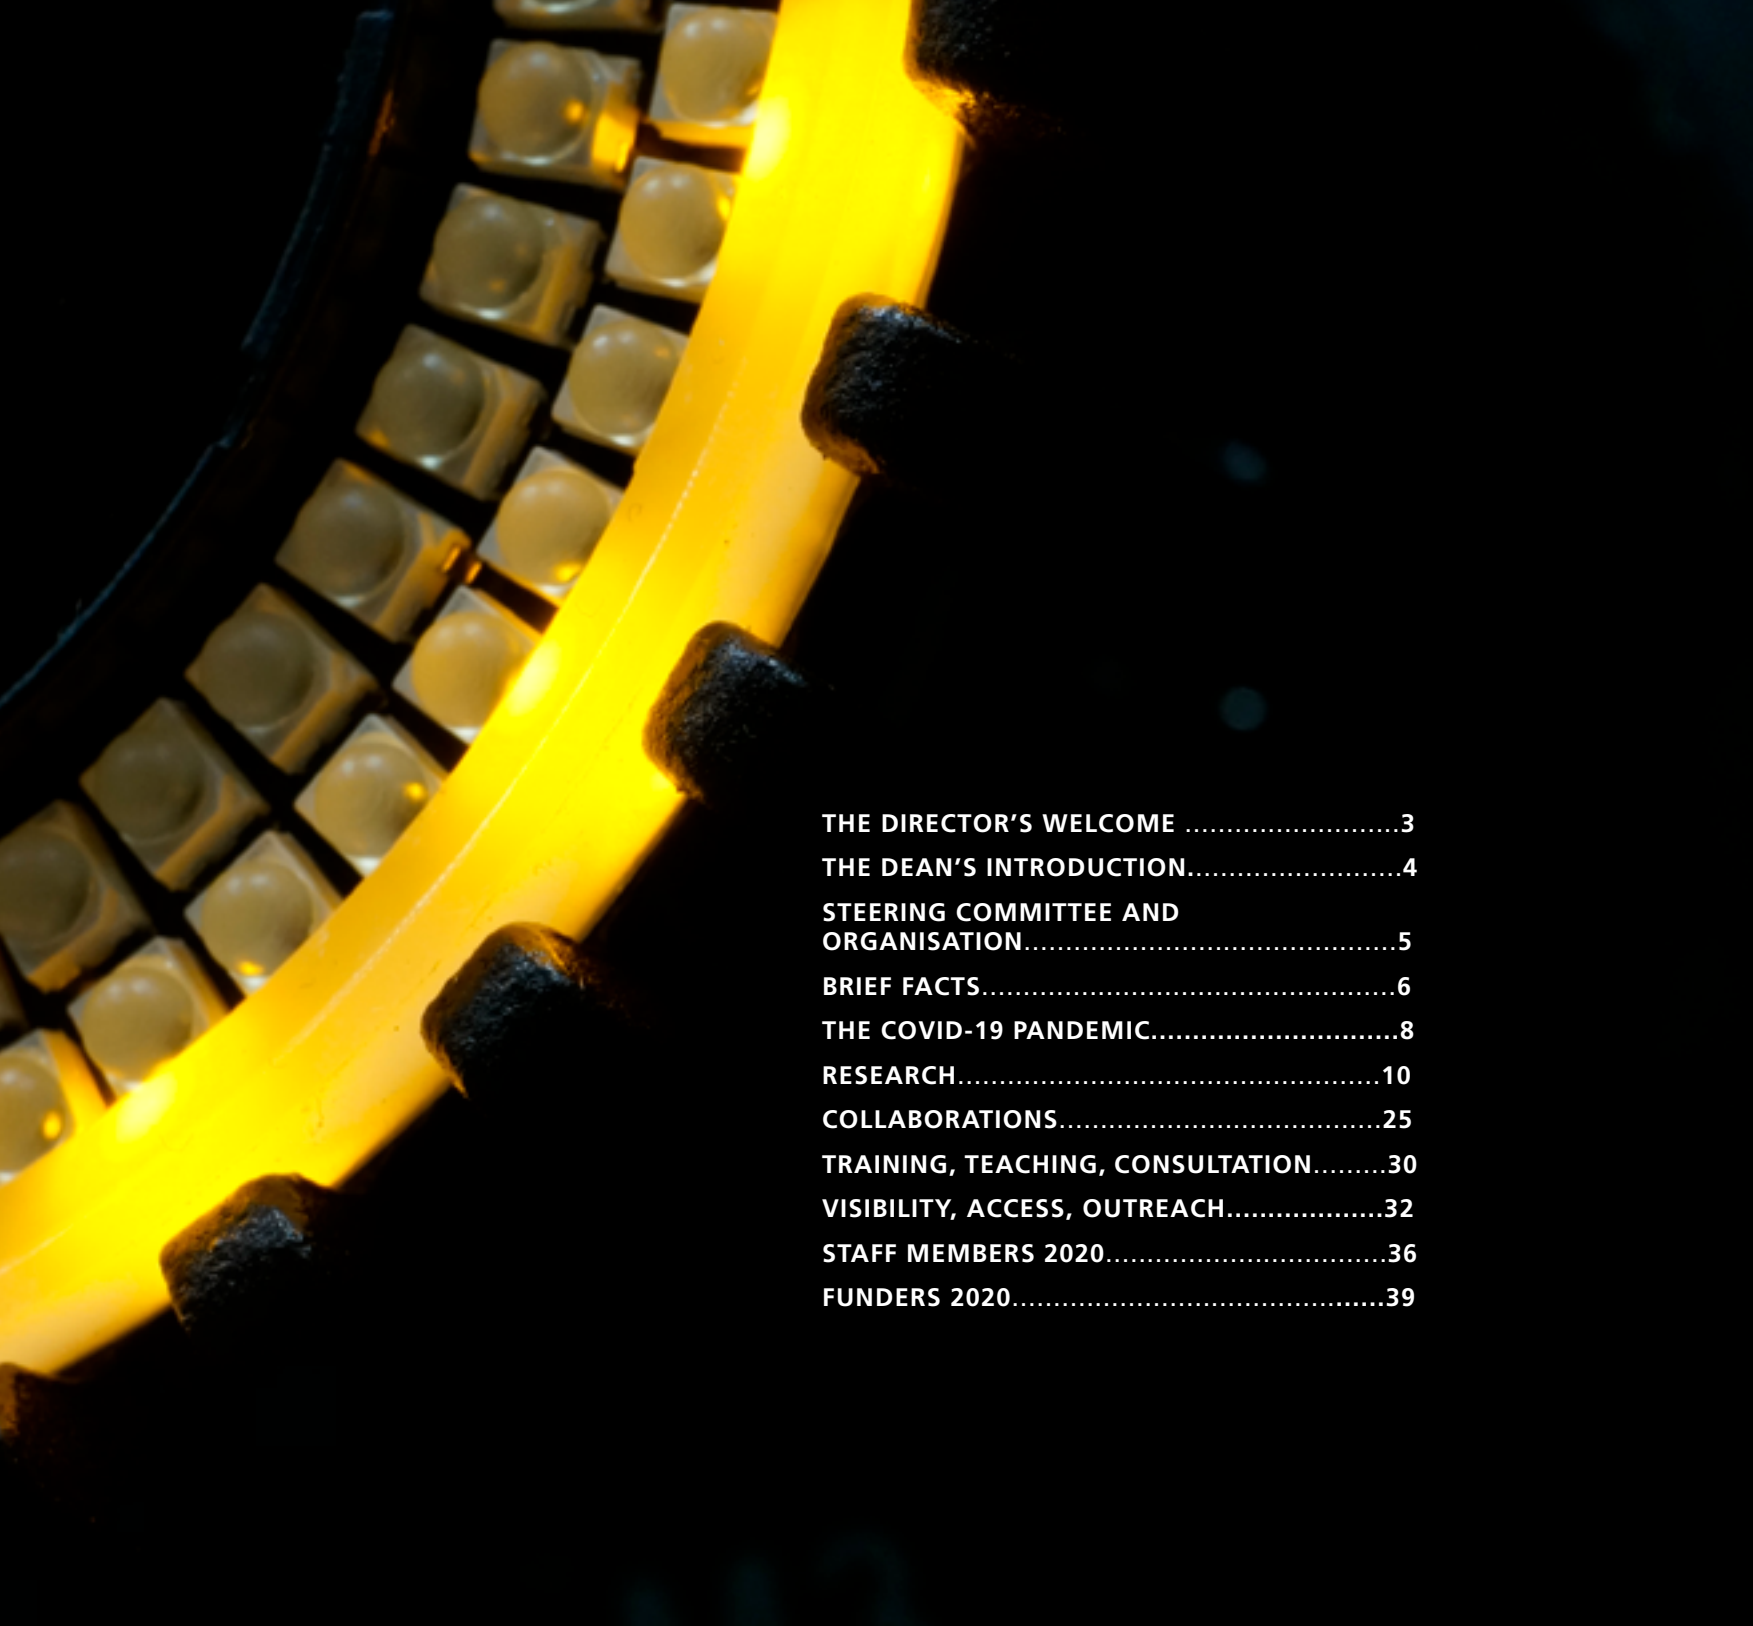 THE DIRECTOR’S WELCOME ..........................3
THE DEAN’S INTRODUCTION..........................4
STEERING COMMITTEE AND
ORGANISATION.............................................5
BRIEF FACTS..................................................6
THE COVID-19 PANDEMIC..............................8
RESEARCH...................................................10
COLLABORATIONS.......................................25
TRAINING, TEACHING, CONSULTATION.........30
VISIBILITY, ACCESS, OUTREACH...................32
STAFF MEMBERS 2020..................................36
FUNDERS 2020.............................................39